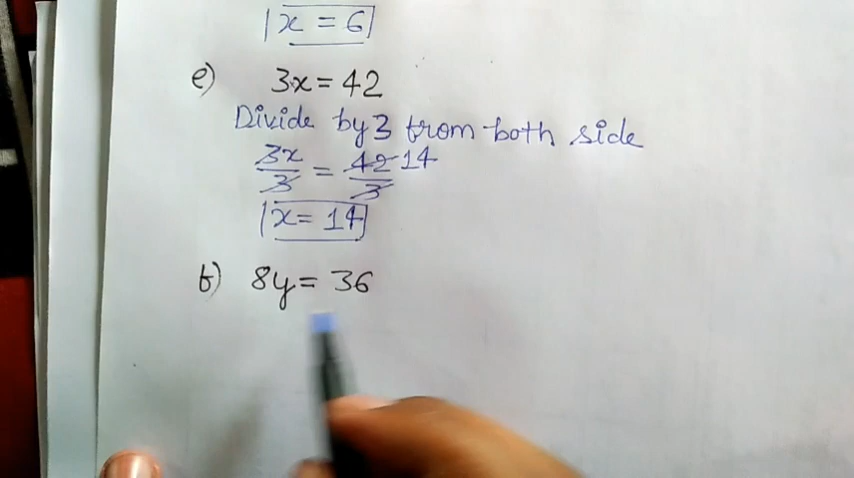 x = 6
e) 3x = 42
Divide by 3 from both side
3x/3 = 42/3 14
x = 14
f) 8y = 36